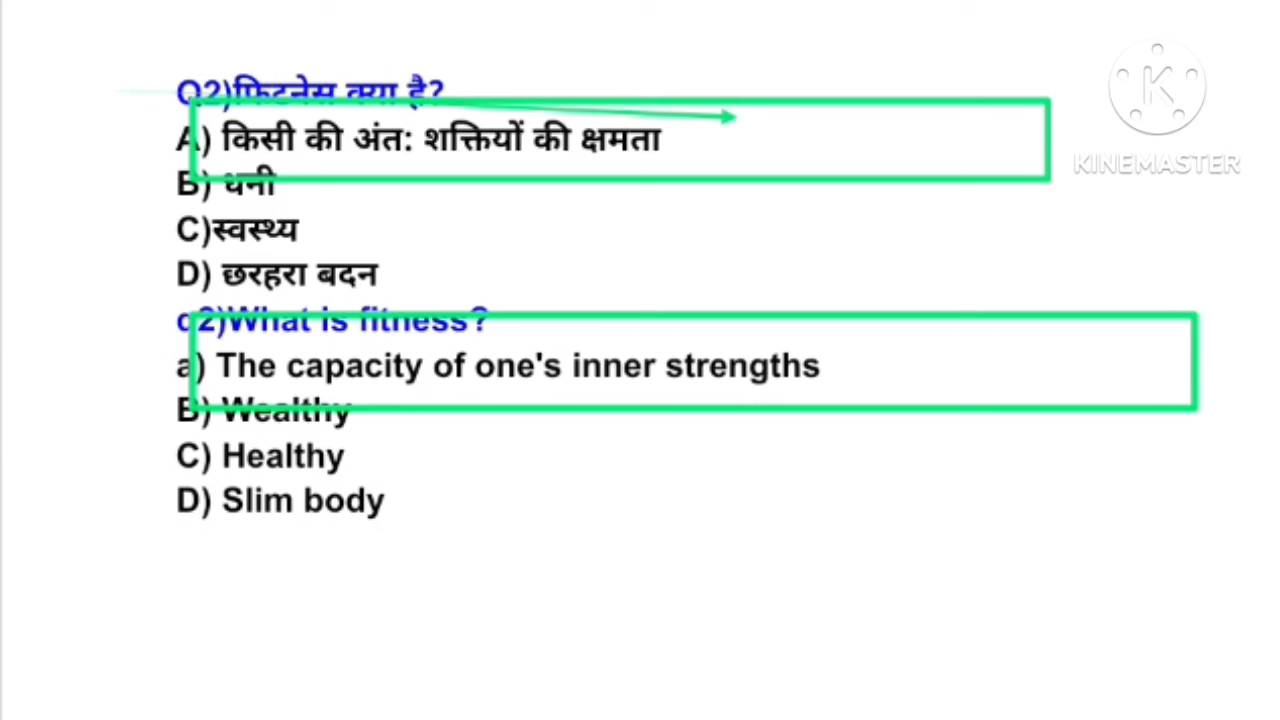 Q2)फिटनेस क्या है?
A) किसी की अंत: शक्तियों की क्षमता
B) धनी
C)स्वस्थ्य
D) छरहरा बदन
q2)What is fitness?
a) The capacity of one's inner strengths
B) Wealthy
C) Healthy
D) Slim body
K
KINEMASTER